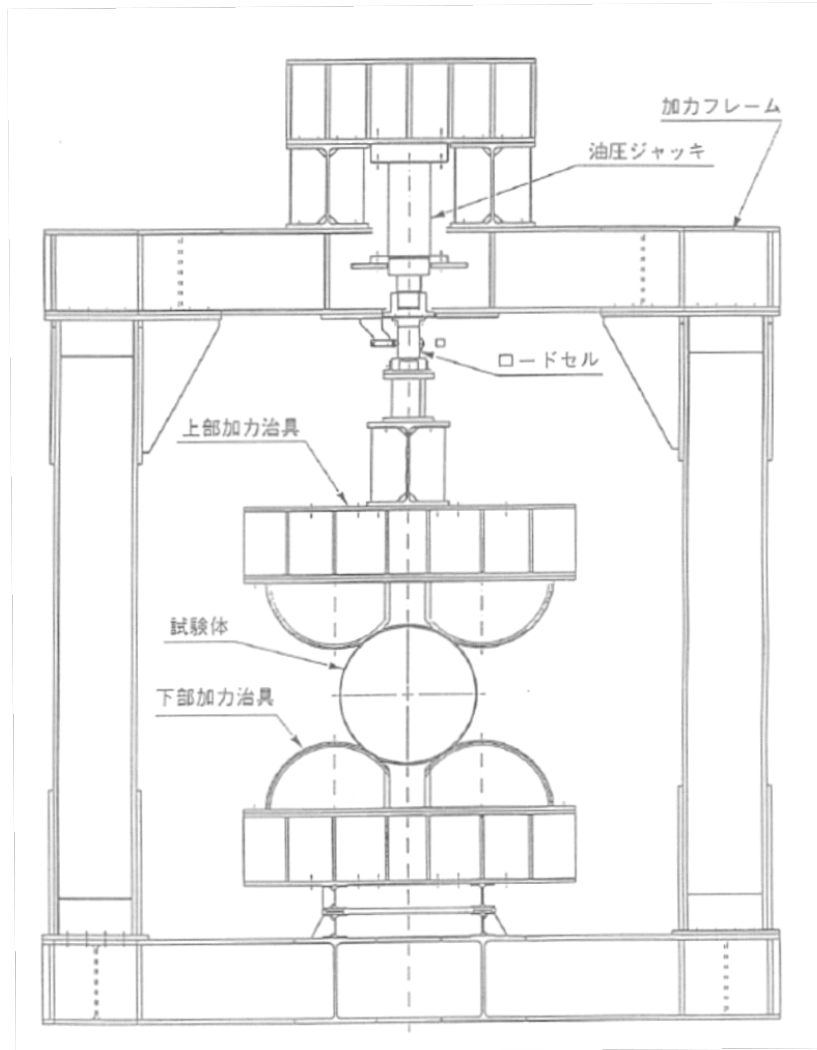 加力フレーム
油圧ジャッキ
ロードセル
上部加力治具
試験体
下部加力治具